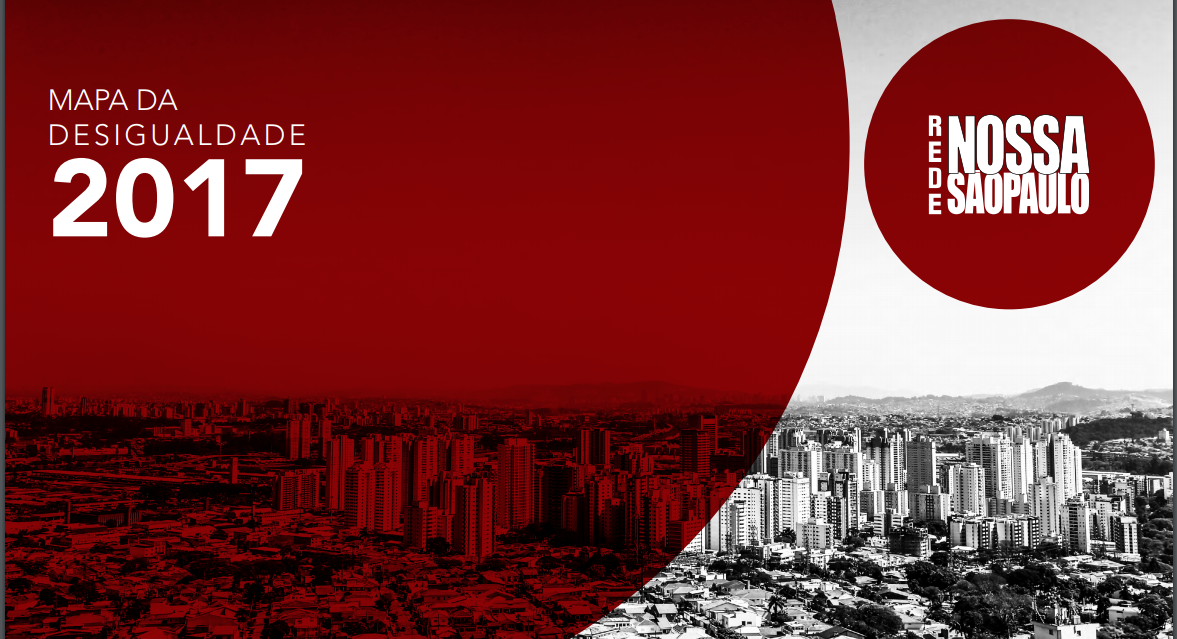 MAPA DA
DESIGUALDADE
2017
REDE
NOSSA
SÃOPAULO